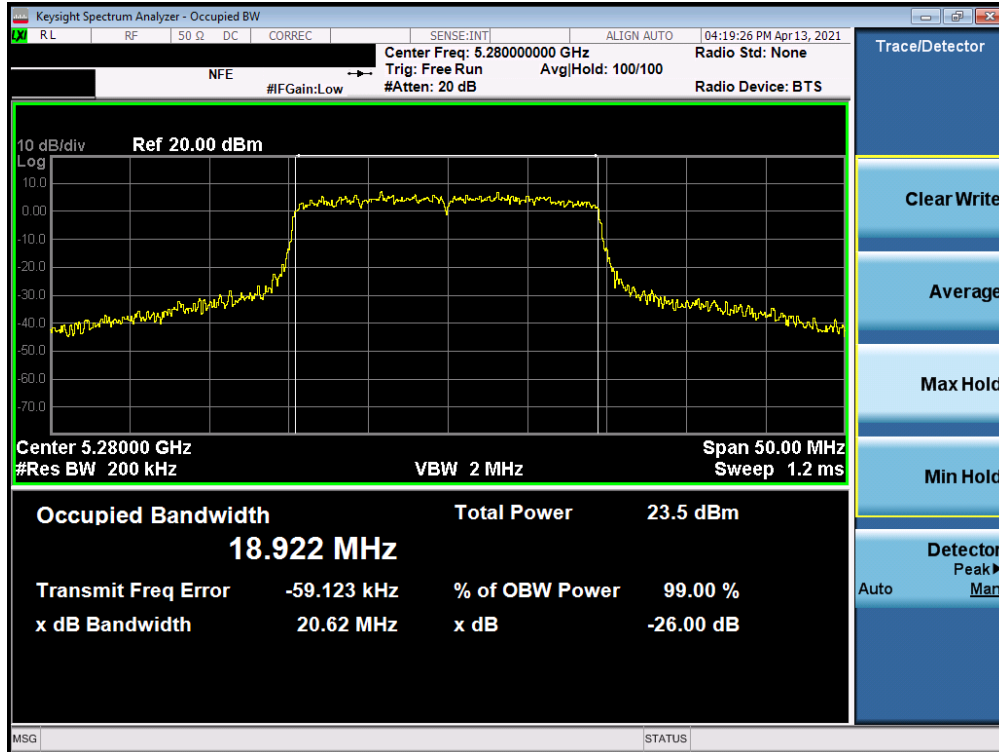 Keysight Spectrum Analyzer - Occupied BW
LXI RL RF 50 Ω DC CORREC SENSE:INT ALIGN AUTO 04:19:26 PM Apr 13, 2021
Center Freq: 5.280000000 GHz Radio Std: None
NFE Trig: Free Run Avg|Hold: 100/100
#IFGain:Low #Atten: 20 dB Radio Device: BTS
Trace/Detector
10 dB/div Ref 20.00 dBm
Log
10.0
0.00
-10.0
-20.0
-30.0
-40.0
-50.0
-60.0
-70.0
Center 5.28000 GHz Span 50.00 MHz
#Res BW 200 kHz VBW 2 MHz Sweep 1.2 ms
Occupied Bandwidth Total Power 23.5 dBm
18.922 MHz
Transmit Freq Error -59.123 kHz % of OBW Power 99.00 %
x dB Bandwidth 20.62 MHz x dB -26.00 dB
Clear Write
Average
Max Hold
Min Hold
Detector
Peak▶
Auto Man
MSG STATUS